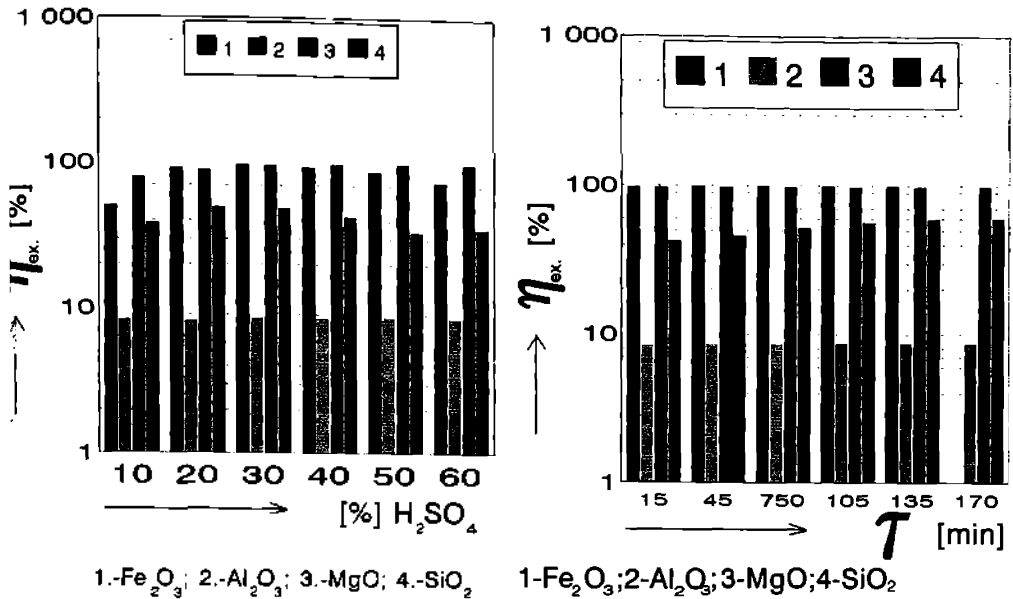 1 000
1 2 3 4
100
10
1
ηex. [%]
10 20 30 40 50 60
[%] H₂SO₄
1.-Fe₂O₃; 2.-Al₂O₃; 3.-MgO; 4.-SiO₂
1 000
1 2 3 4
100
10
1
ηex. [%]
15 45 750 105 135 170
τ [min]
1-Fe₂O₃;2-Al₂O₃;3-MgO;4-SiO₂